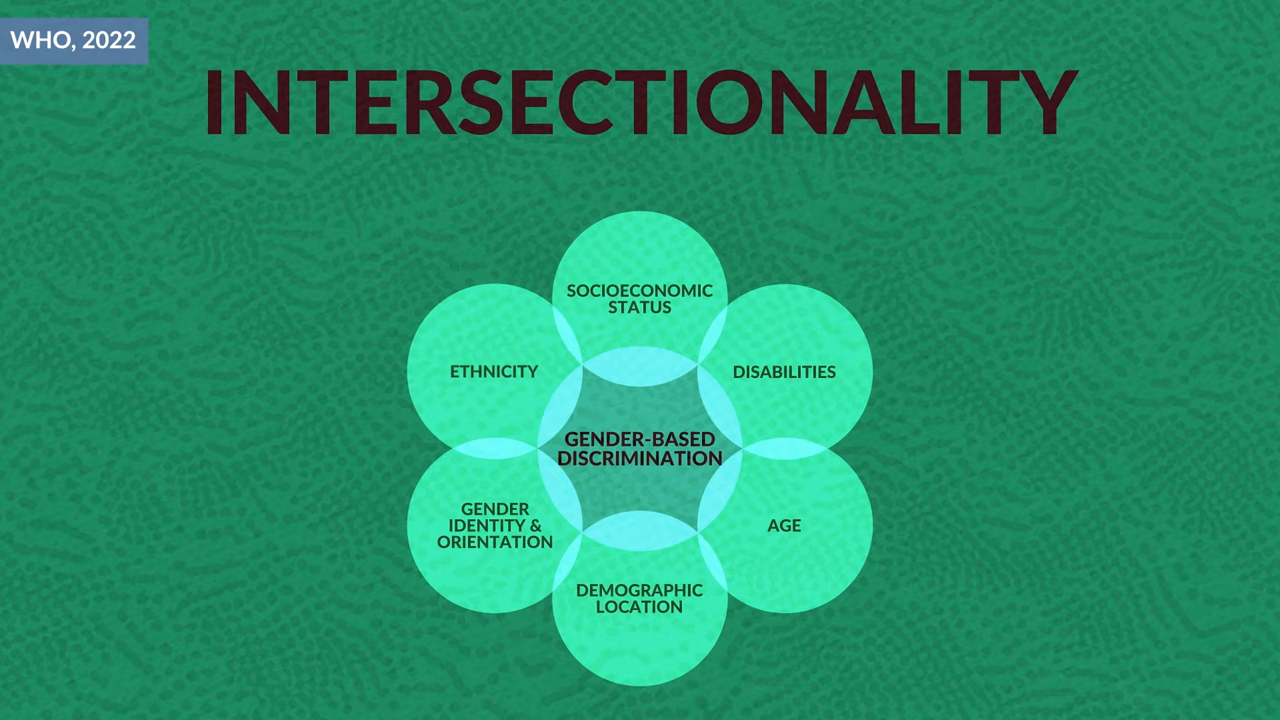 WHO, 2022
INTERSECTIONALITY
SOCIOECONOMIC
STATUS
ETHNICITY
DISABILITIES
GENDER-BASED
DISCRIMINATION
GENDER
IDENTITY &
ORIENTATION
AGE
DEMOGRAPHIC
LOCATION